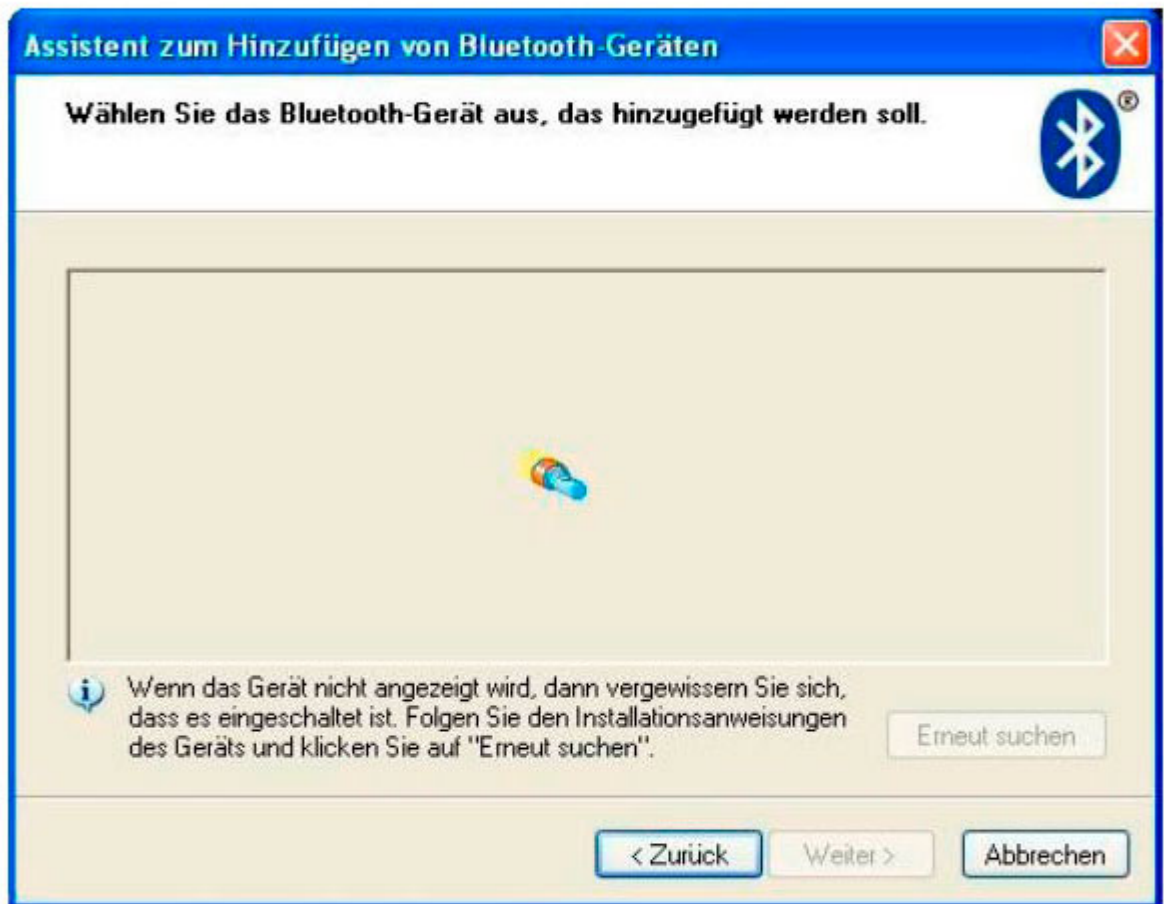 Assistent zum Hinzufügen von Bluetooth-Geräten
Wählen Sie das Bluetooth-Gerät aus, das hinzugefügt werden soll.
®
Wenn das Gerät nicht angezeigt wird, dann vergewissern Sie sich,
dass es eingeschaltet ist. Folgen Sie den Installationsanweisungen
des Geräts und klicken Sie auf "Erneut suchen".
Erneut suchen
< Zurück
Weiter >
Abbrechen